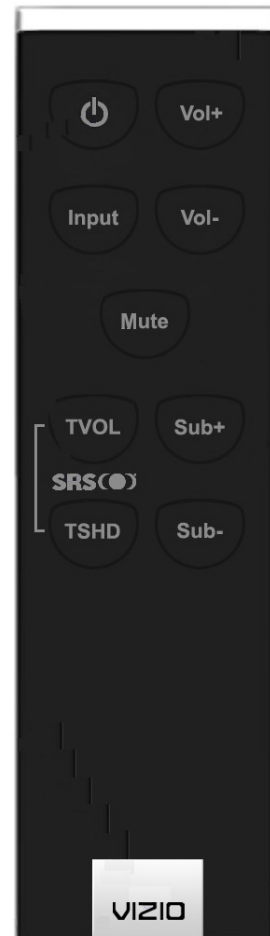 Vol+
Input Vol-
Mute
TVOL Sub+
SRS
TSHD Sub-
VIZIO